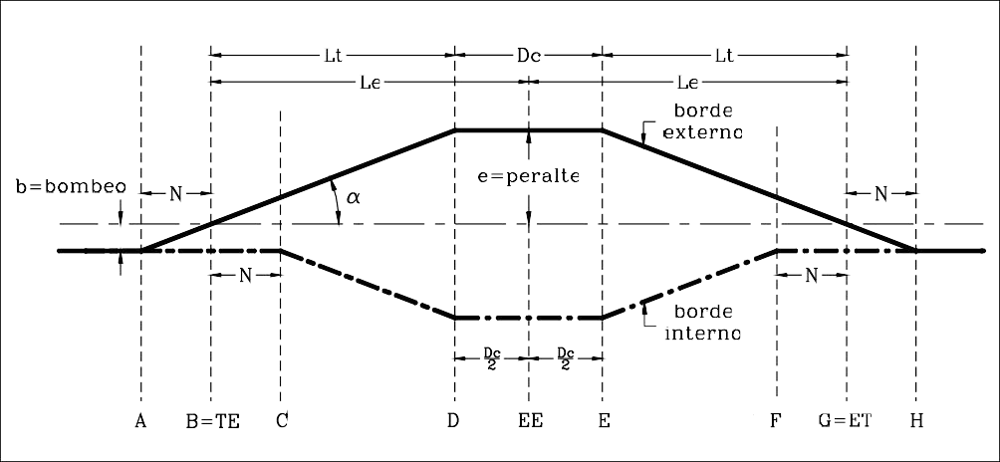 Lt
Dc
Lt
Le
Le
borde
externo
b=bombeo
N
α
e=peralte
N
N
N
borde
interno
Dc
2
Dc
2
A
B=TE
C
D
EE
E
F
G=ET
H